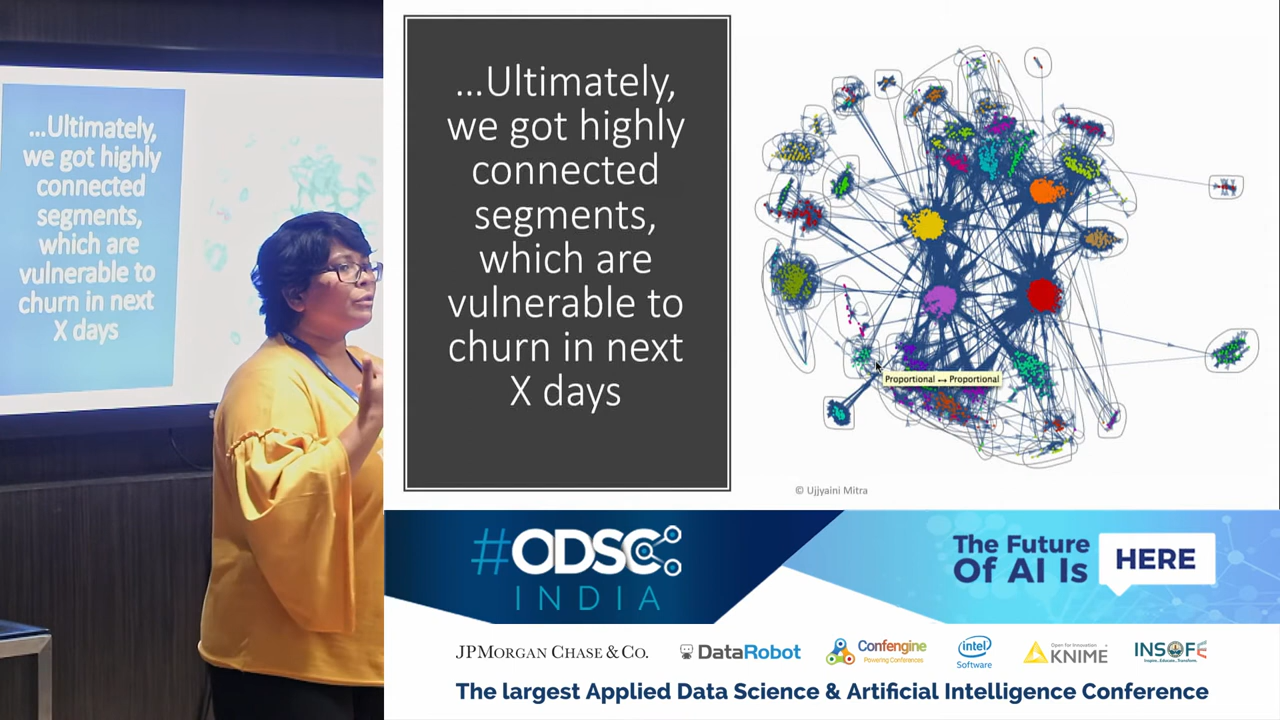 ...Ultimately,
we got highly
connected
segments,
which are
vulnerable to
churn in next
X days
...Ultimately,
we got highly
connected
segments,
which are
vulnerable to
churn in next
X days
Proportional ↔ Proportional
© Ujjyaini Mitra
#ODSC
INDIA
The Future
Of AI Is
HERE
JPMORGAN CHASE & CO.
DataRobot
Confengine
Powering Conferences
intel
Software
Open for Innovation
KNIME
INSOFE
Inspire...Educate...Transform.
The largest Applied Data Science & Artificial Intelligence Conference